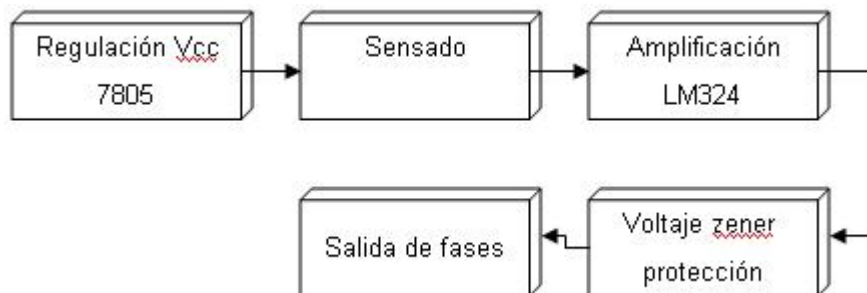 Regulación Vcc
7805
Sensado
Amplificación
LM324
Salida de fases
Voltaje zener
protección